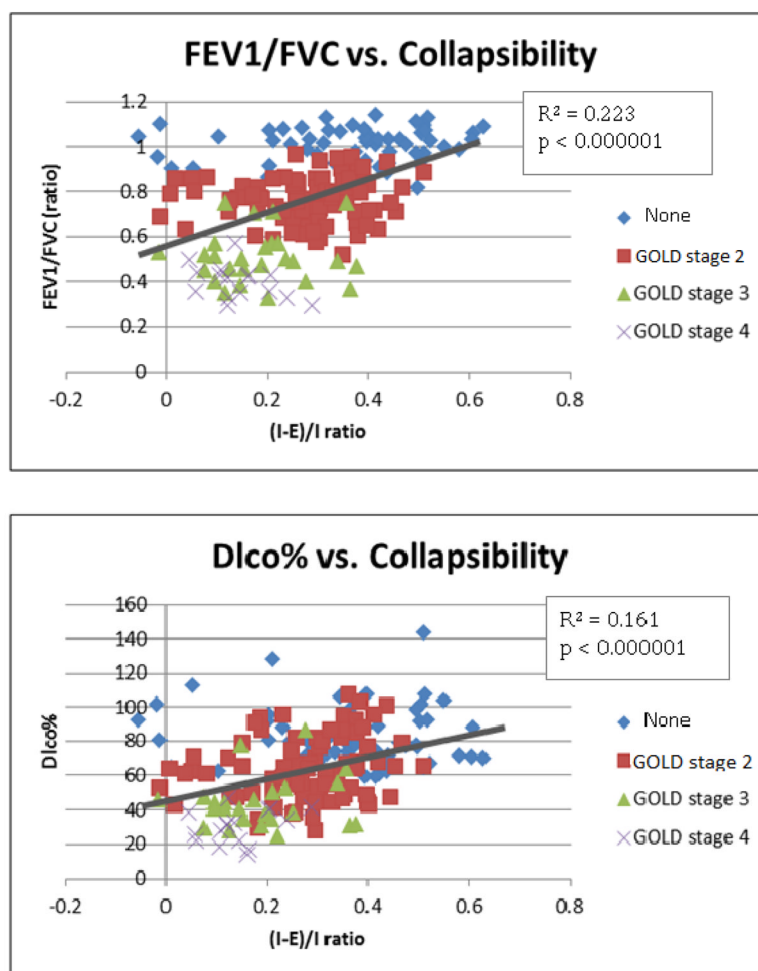 FEV1/FVC vs. Collapsibility
R² = 0.223
p < 0.000001
FEV1/FVC (ratio)
1.2
1
0.8
0.6
0.4
0.2
0
-0.2 0 0.2 0.4 0.6 0.8
(I-E)/I ratio
None
GOLD stage 2
GOLD stage 3
GOLD stage 4
Dlco% vs. Collapsibility
R² = 0.161
p < 0.000001
Dlco%
160
140
120
100
80
60
40
20
0
-0.2 0 0.2 0.4 0.6 0.8
(I-E)/I ratio
None
GOLD stage 2
GOLD stage 3
GOLD stage 4